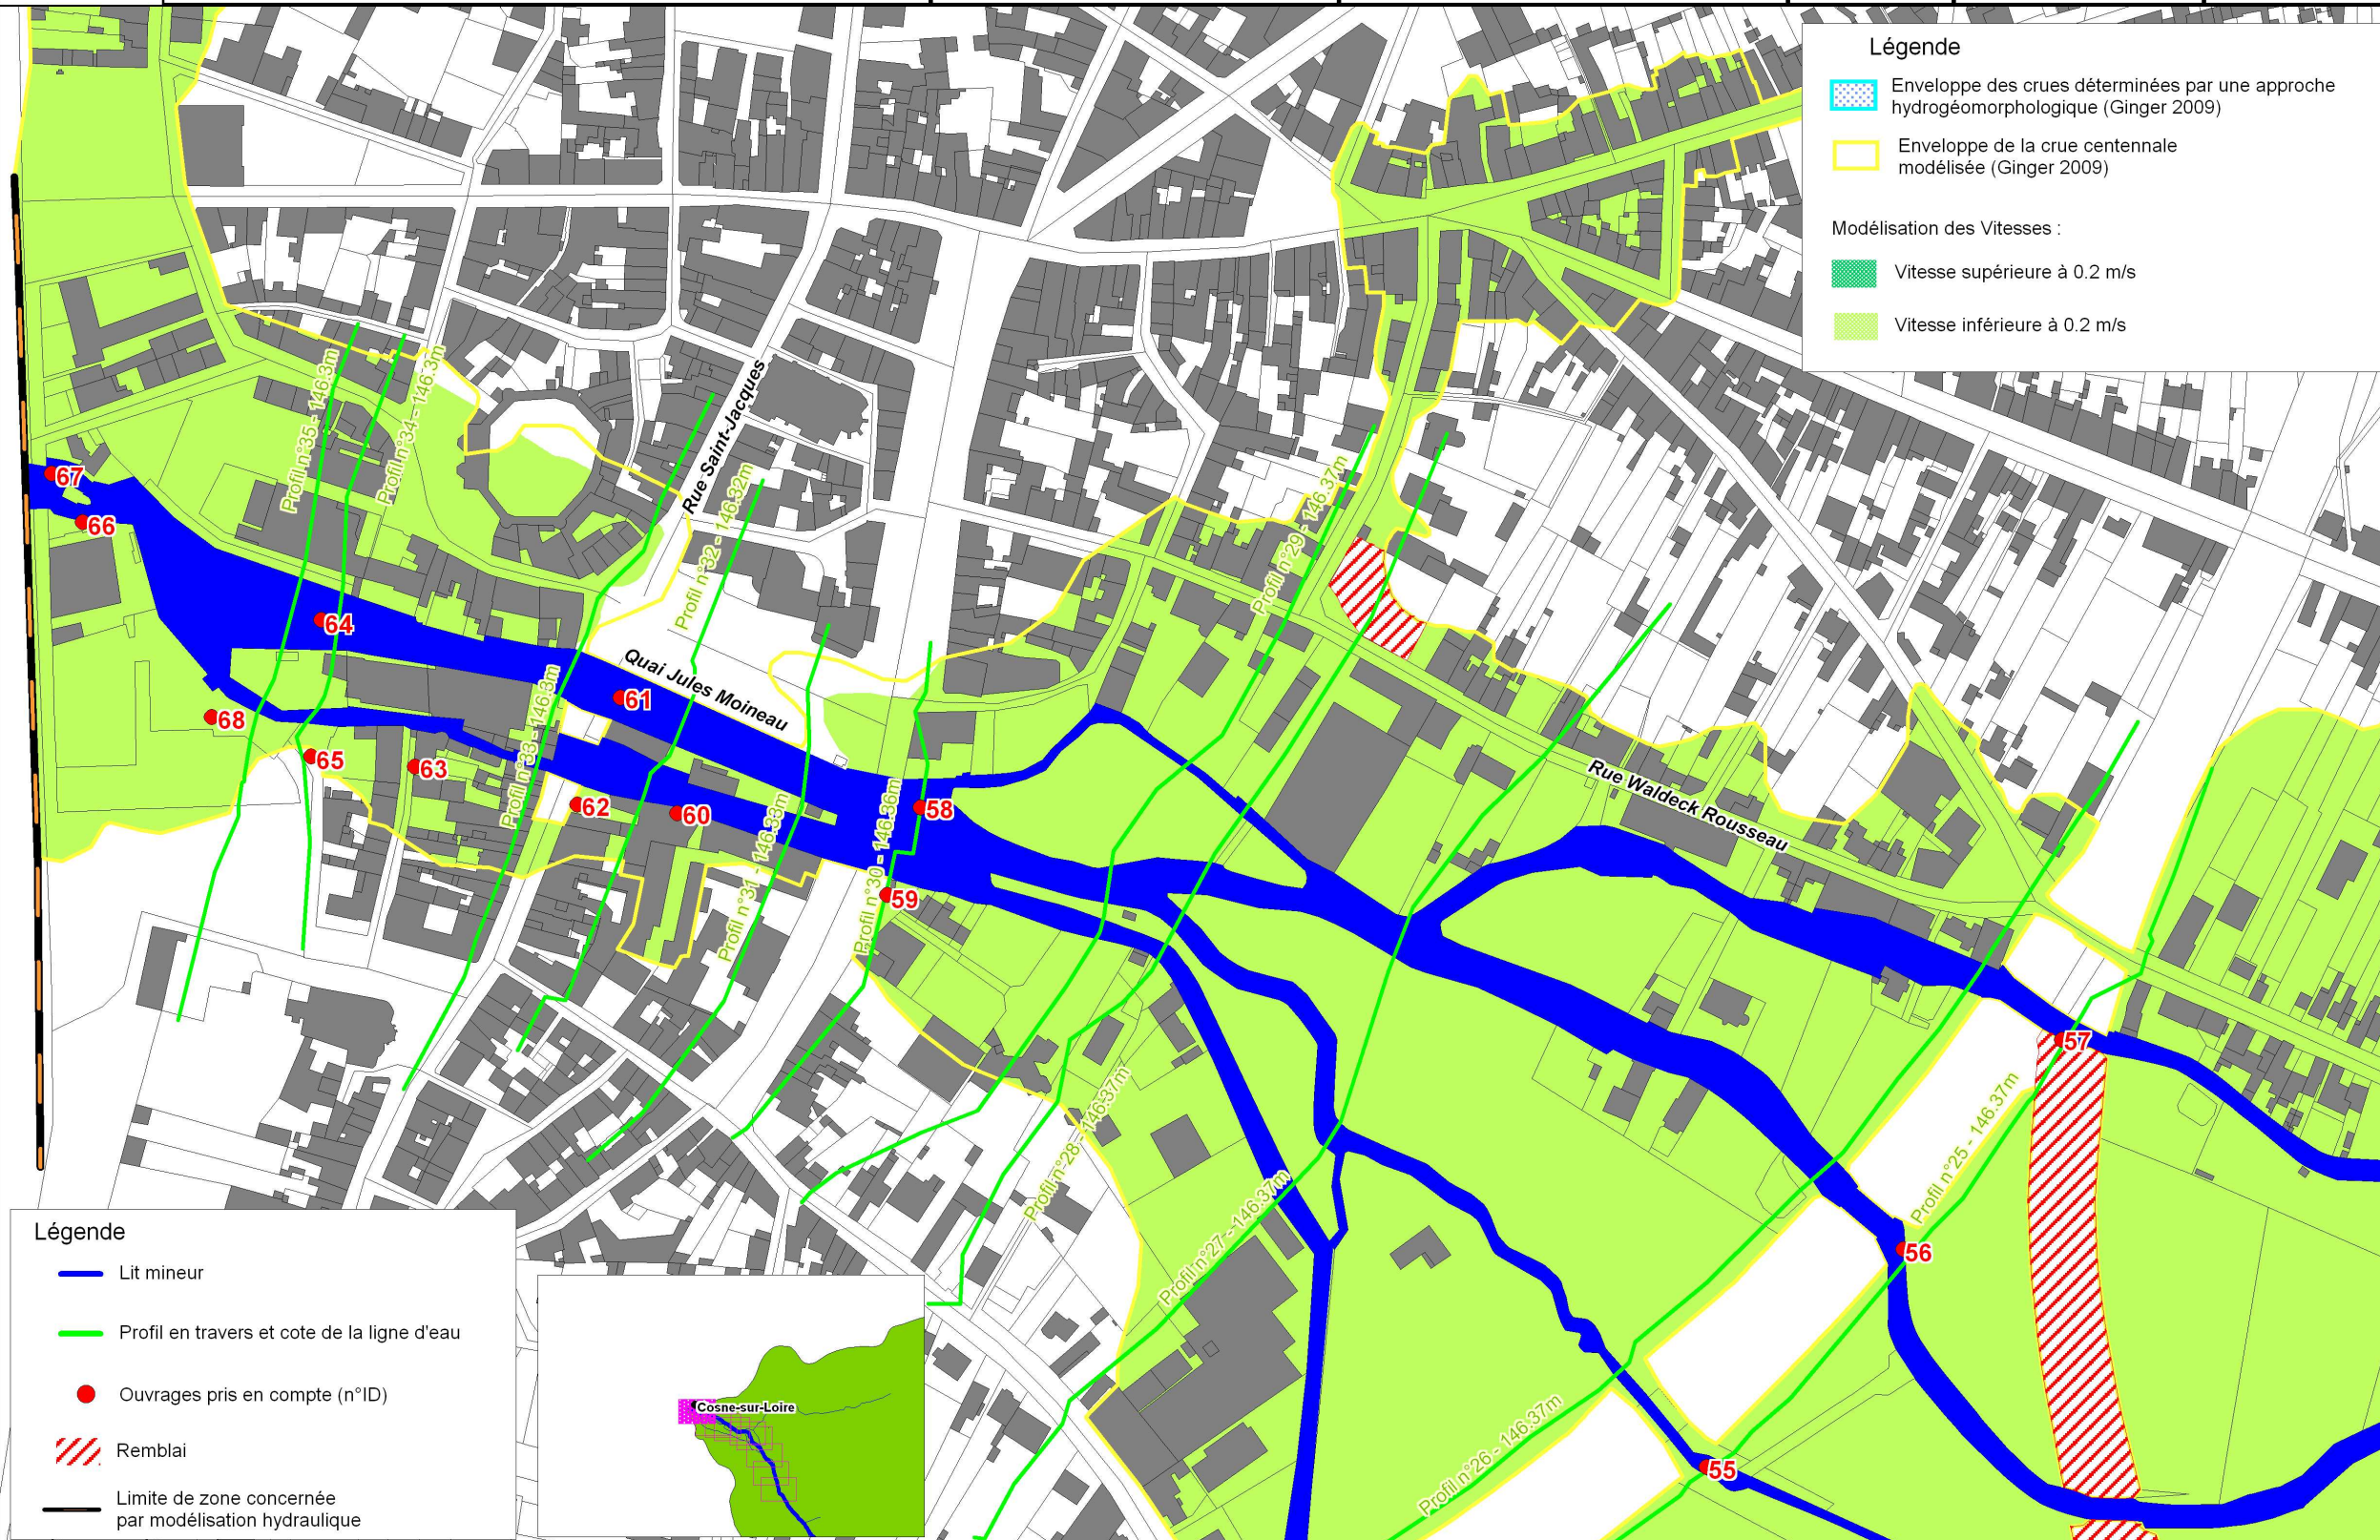 Légende
Enveloppe des crues déterminées par une approche
hydrogéomorphologique (Ginger 2009)
Enveloppe de la crue centennale
modélisée (Ginger 2009)
Modélisation des Vitesses :
Vitesse supérieure à 0.2 m/s
Vitesse inférieure à 0.2 m/s
Profil n°35 - 146.3m
Profil n°34- 146.3m
Rue Saint-Jacques
Profil n°32 - 146.32m
Profil n°29 - 146.37m
67
66
64
Quai Jules Moineau
61
68
65
63
Profil n°33 - 146.3m
62
60
Profil n°31 - 146.33m
58
59
Profil n°30 - 146.36m
Rue Waldeck Rousseau
57
Profil n°28 - 146.37m
Profil n°27 - 146.37m
Profil n°25 - 146.37m
56
Profil n°26 - 146.37m
55
Légende
Lit mineur
Profil en travers et cote de la ligne d'eau
Ouvrages pris en compte (n°ID)
Remblai
Limite de zone concernée
par modélisation hydraulique
Cosne-sur-Loire